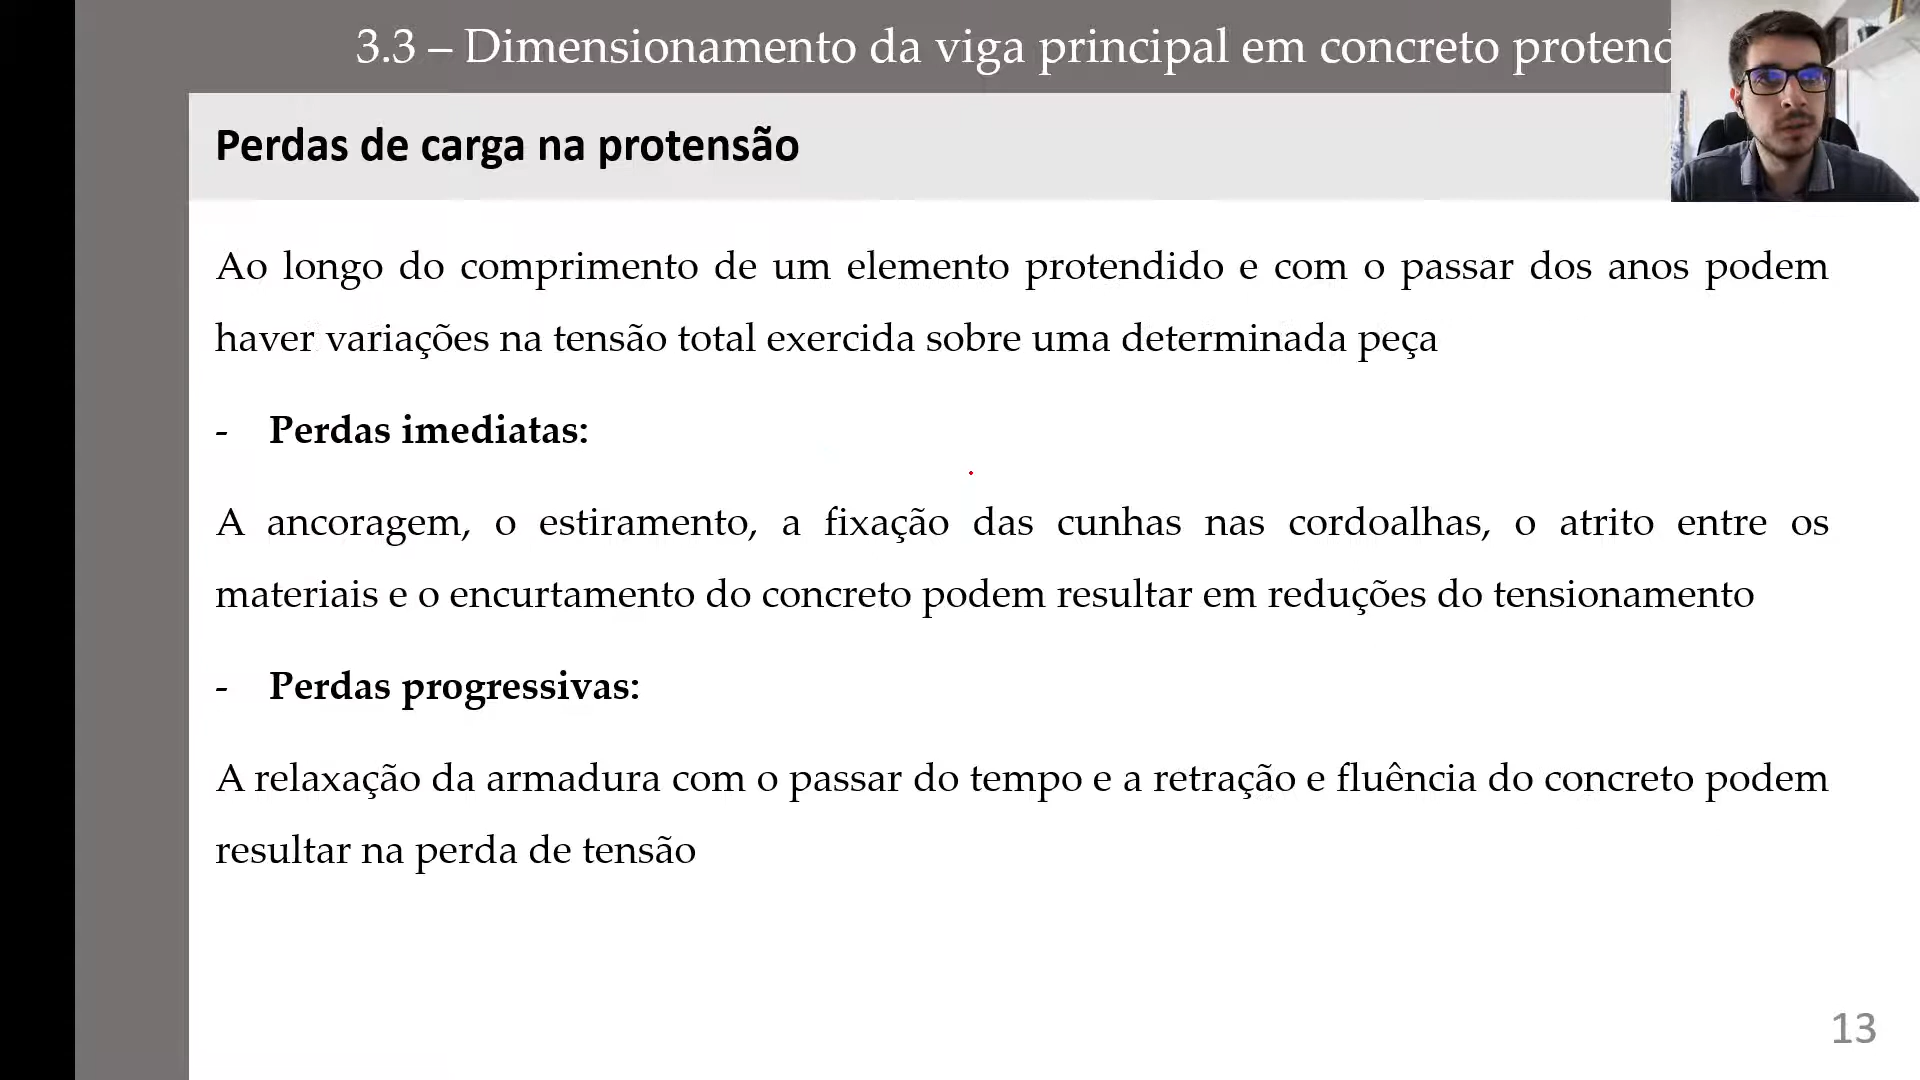 3.3 – Dimensionamento da viga principal em concreto
Perdas de carga na protensão
Ao longo do comprimento de um elemento protendido e com o passar dos anos podem
haver variações na tensão total exercida sobre uma determinada peça
- Perdas imediatas:
A ancoragem, o estiramento, a fixação das cunhas nas cordoalhas, o atrito entre os
materiais e o encurtamento do concreto podem resultar em reduções do tensionamento
- Perdas progressivas:
A relaxação da armadura com o passar do tempo e a retração e fluência do concreto podem
resultar na perda de tensão
13